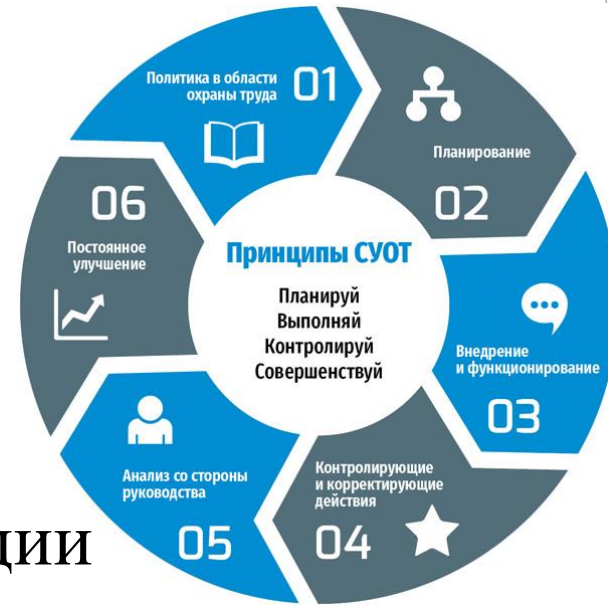 Политика в области
охраны труда
01
Планирование
02
Внедрение
и функционирование
03
Контролирующие
и корректирующие
действия
04
Анализ со стороны
руководства
05
06
Постоянное
улучшение
Принципы СУОТ
Планируй
Выполняй
Контролируй
Совершенствуй
ции